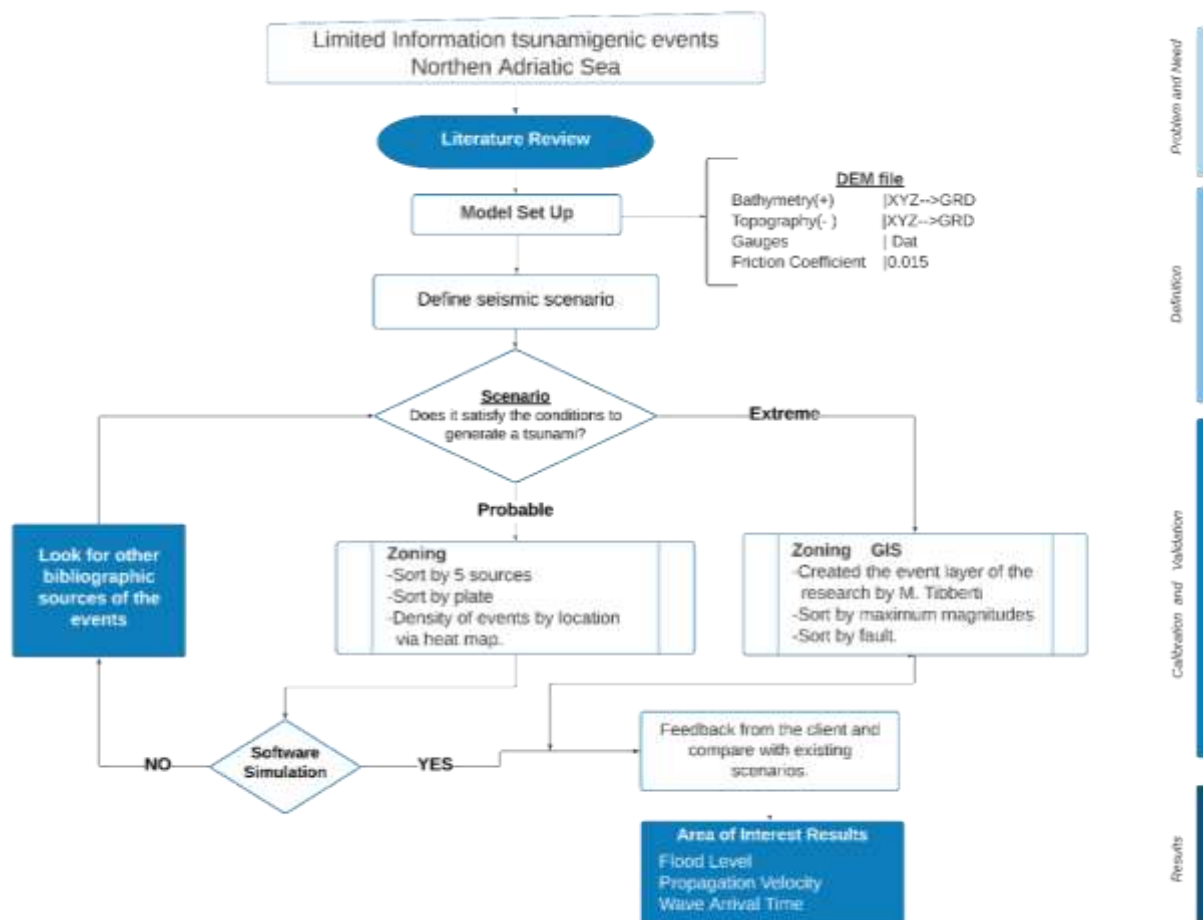 Limited Information tsunamigenic events
Northen Adriatic Sea
Literature Review
Model Set Up
DEM file
Bathymetry(+) |XYZ-->GRD
Topography(- ) |XYZ-->GRD
Gauges | Dat
Friction Coefficient |0.015
Define seismic scenario
Scenario
Does it satisfy the conditions to
generate a tsunami?
Extreme
Probable
Look for other
bibliographic
sources of the
events
Zoning
-Sort by 5 sources
-Sort by plate
-Density of events by location
via heat map.
Zoning GIS
-Created the event layer of the
research by M. Tibberti
-Sort by maximum magnitudes
-Sort by fault.
Software
Simulation
NO
YES
Feedback from the client and
compare with existing
scenarios.
Area of Interest Results
Flood Level
Propagation Velocity
Wave Arrival Time
Problem and Need
Definition
Calibration and Validation
Results